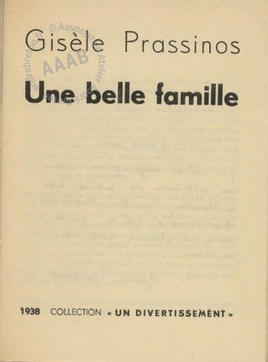 Gisèle Prassinos
Une belle famille
1938 COLLECTION « UN DIVERTISSEMENT »